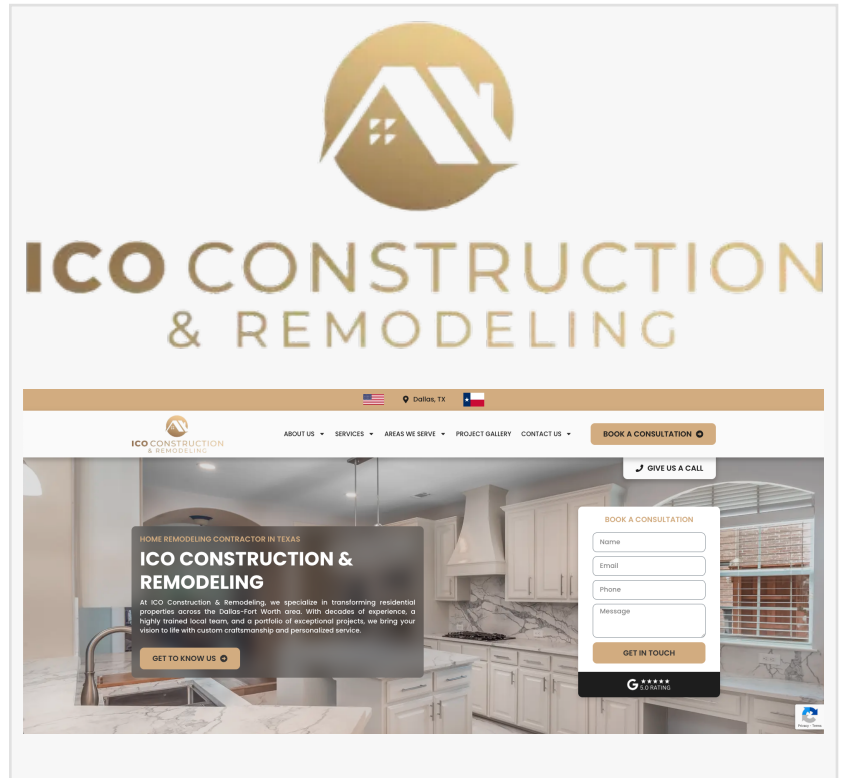 ICO CONSTRUCTION
& REMODELING
Dallas, TX
ICO CONSTRUCTION
& REMODELING
ABOUT US
SERVICES
AREAS WE SERVE
PROJECT GALLERY
CONTACT US
BOOK A CONSULTATION
GIVE US A CALL
HOME REMODELING CONTRACTOR IN TEXAS
ICO CONSTRUCTION &
REMODELING
At ICO Construction & Remodeling, we specialize in transforming residential
properties across the Dallas-Fort Worth area. With decades of experience, a
highly trained local team, and a portfolio of exceptional projects, we bring your
vision to life with custom craftsmanship and personalized service.
GET TO KNOW US
BOOK A CONSULTATION
Name
Email
Phone
Message
GET IN TOUCH
G ★★★★★
5.0 RATING
Privacy - Terms